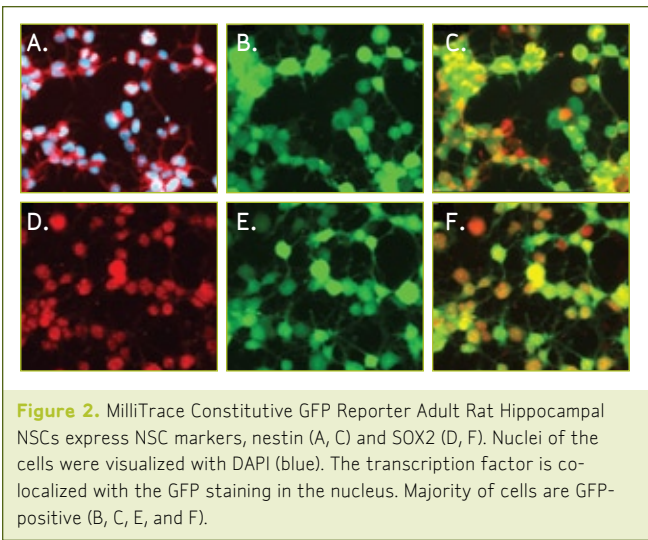 A.
B.
C.
D.
E.
F.
Figure 2. MilliTrace Constitutive GFP Reporter Adult Rat Hippocampal
NSCs express NSC markers, nestin (A, C) and SOX2 (D, F). Nuclei of the
cells were visualized with DAPI (blue). The transcription factor is co-
localized with the GFP staining in the nucleus. Majority of cells are GFP-
positive (B, C, E, and F).